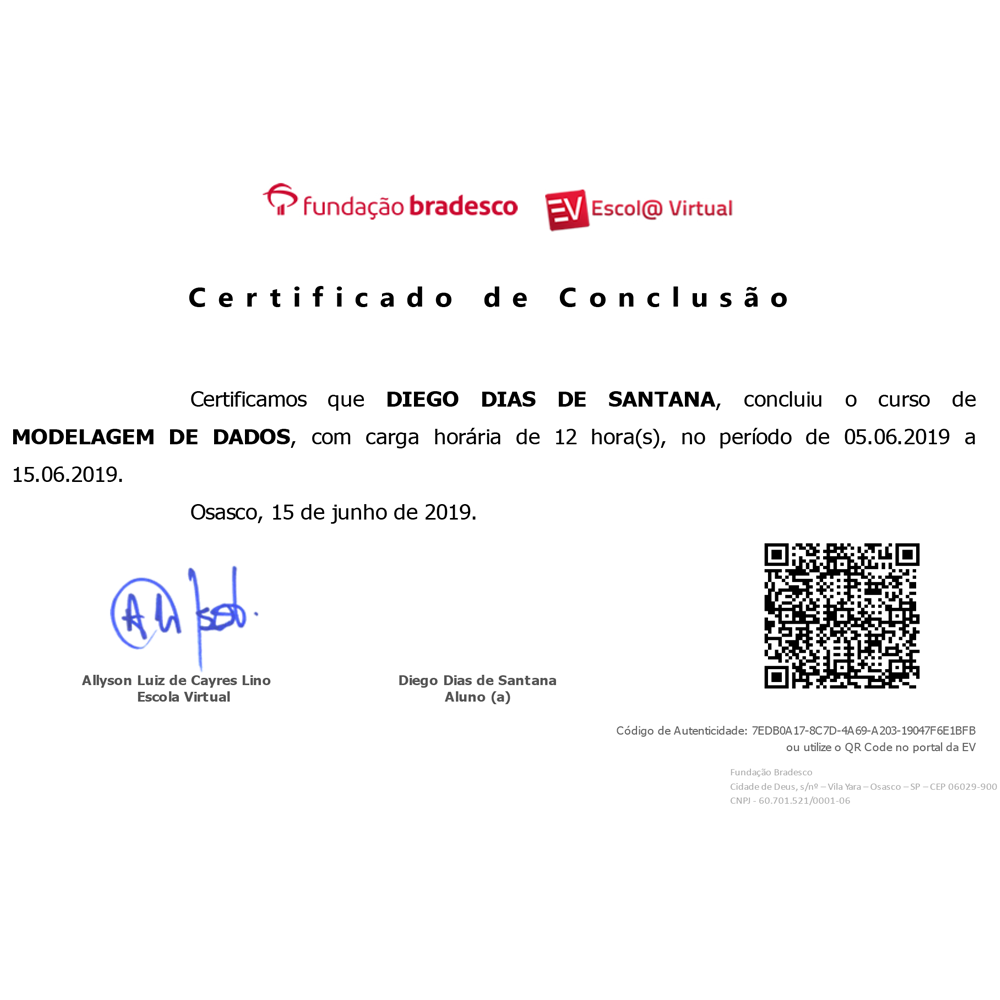 fundação bradesco EV Escol@ Virtual
Certificado de Conclusão
Certificamos que DIEGO DIAS DE SANTANA, concluiu o curso de
MODELAGEM DE DADOS, com carga horária de 12 hora(s), no período de 05.06.2019 a
15.06.2019.
Osasco, 15 de junho de 2019.
Allyson Luiz de Cayres Lino
Escola Virtual
Diego Dias de Santana
Aluno (a)
Código de Autenticidade: 7EDB0A17-8C7D-4A69-A203-19047F6E1BFB
ou utilize o QR Code no portal da EV
Fundação Bradesco
Cidade de Deus, s/nº – Vila Yara – Osasco – SP – CEP 06029-900
CNPJ - 60.701.521/0001-06